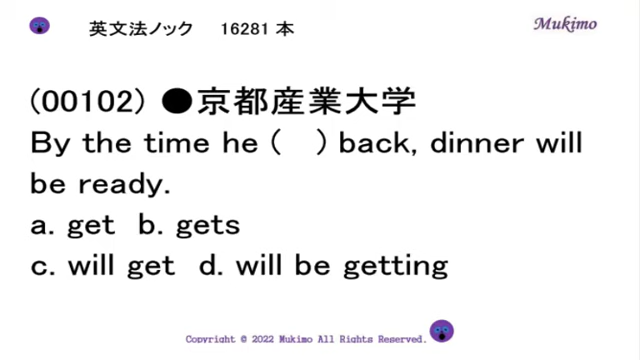 英文法ノック 16281 本
Mukimo
(00102) ●京都産業大学
By the time he ( ) back, dinner will
be ready.
a. get b. gets
c. will get d. will be getting
Copyright © 2022 Mukimo All Rights Reserved.